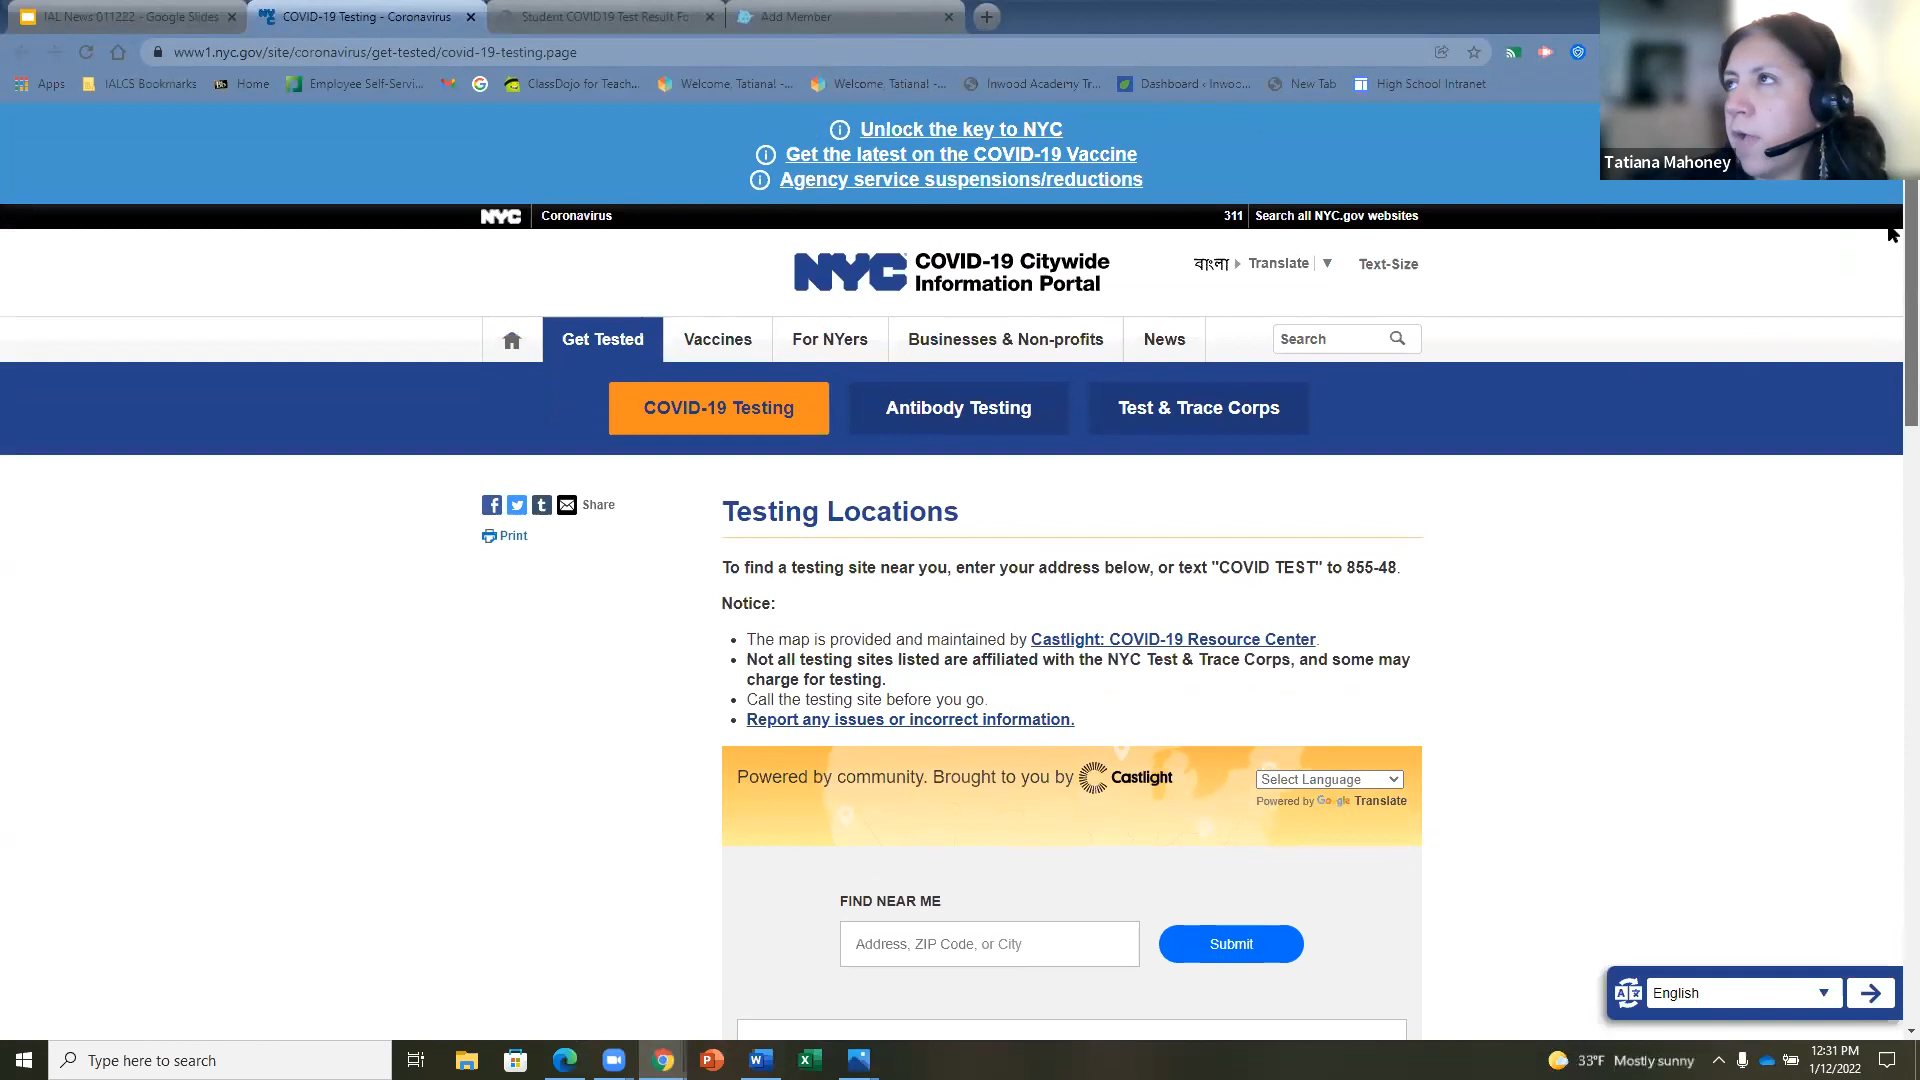 IAL News 011222 - Google Slides
COVID-19 Testing - Coronavirus
Student COVID19 Test Result Fo
Add Member
www1.nyc.gov/site/coronavirus/get-tested/covid-19-testing.page
Apps
IALCS Bookmarks
Home
Employee Self-Servi...
ClassDojo for Teach...
Welcome, Tatiana! -...
Welcome, Tatiana! -...
Inwood Academy Tr...
Dashboard ‹ Inwoo...
New Tab
High School Intranet
Tatiana Mahoney
Unlock the key to NYC
Get the latest on the COVID-19 Vaccine
Agency service suspensions/reductions
NYC Coronavirus 311 Search all NYC.gov websites
NYC COVID-19 Citywide
Information Portal
বাংলা Translate Text-Size
Get Tested Vaccines For NYers Businesses & Non-profits News Search
COVID-19 Testing Antibody Testing Test & Trace Corps
Share
Print
Testing Locations
To find a testing site near you, enter your address below, or text "COVID TEST" to 855-48.
Notice:
The map is provided and maintained by Castlight: COVID-19 Resource Center.
Not all testing sites listed are affiliated with the NYC Test & Trace Corps, and some may
charge for testing.
Call the testing site before you go.
Report any issues or incorrect information.
Powered by community. Brought to you by Castlight
Select Language
Powered by Google Translate
FIND NEAR ME
Address, ZIP Code, or City
Submit
English
Type here to search
33°F Mostly sunny
12:31 PM
1/12/2022